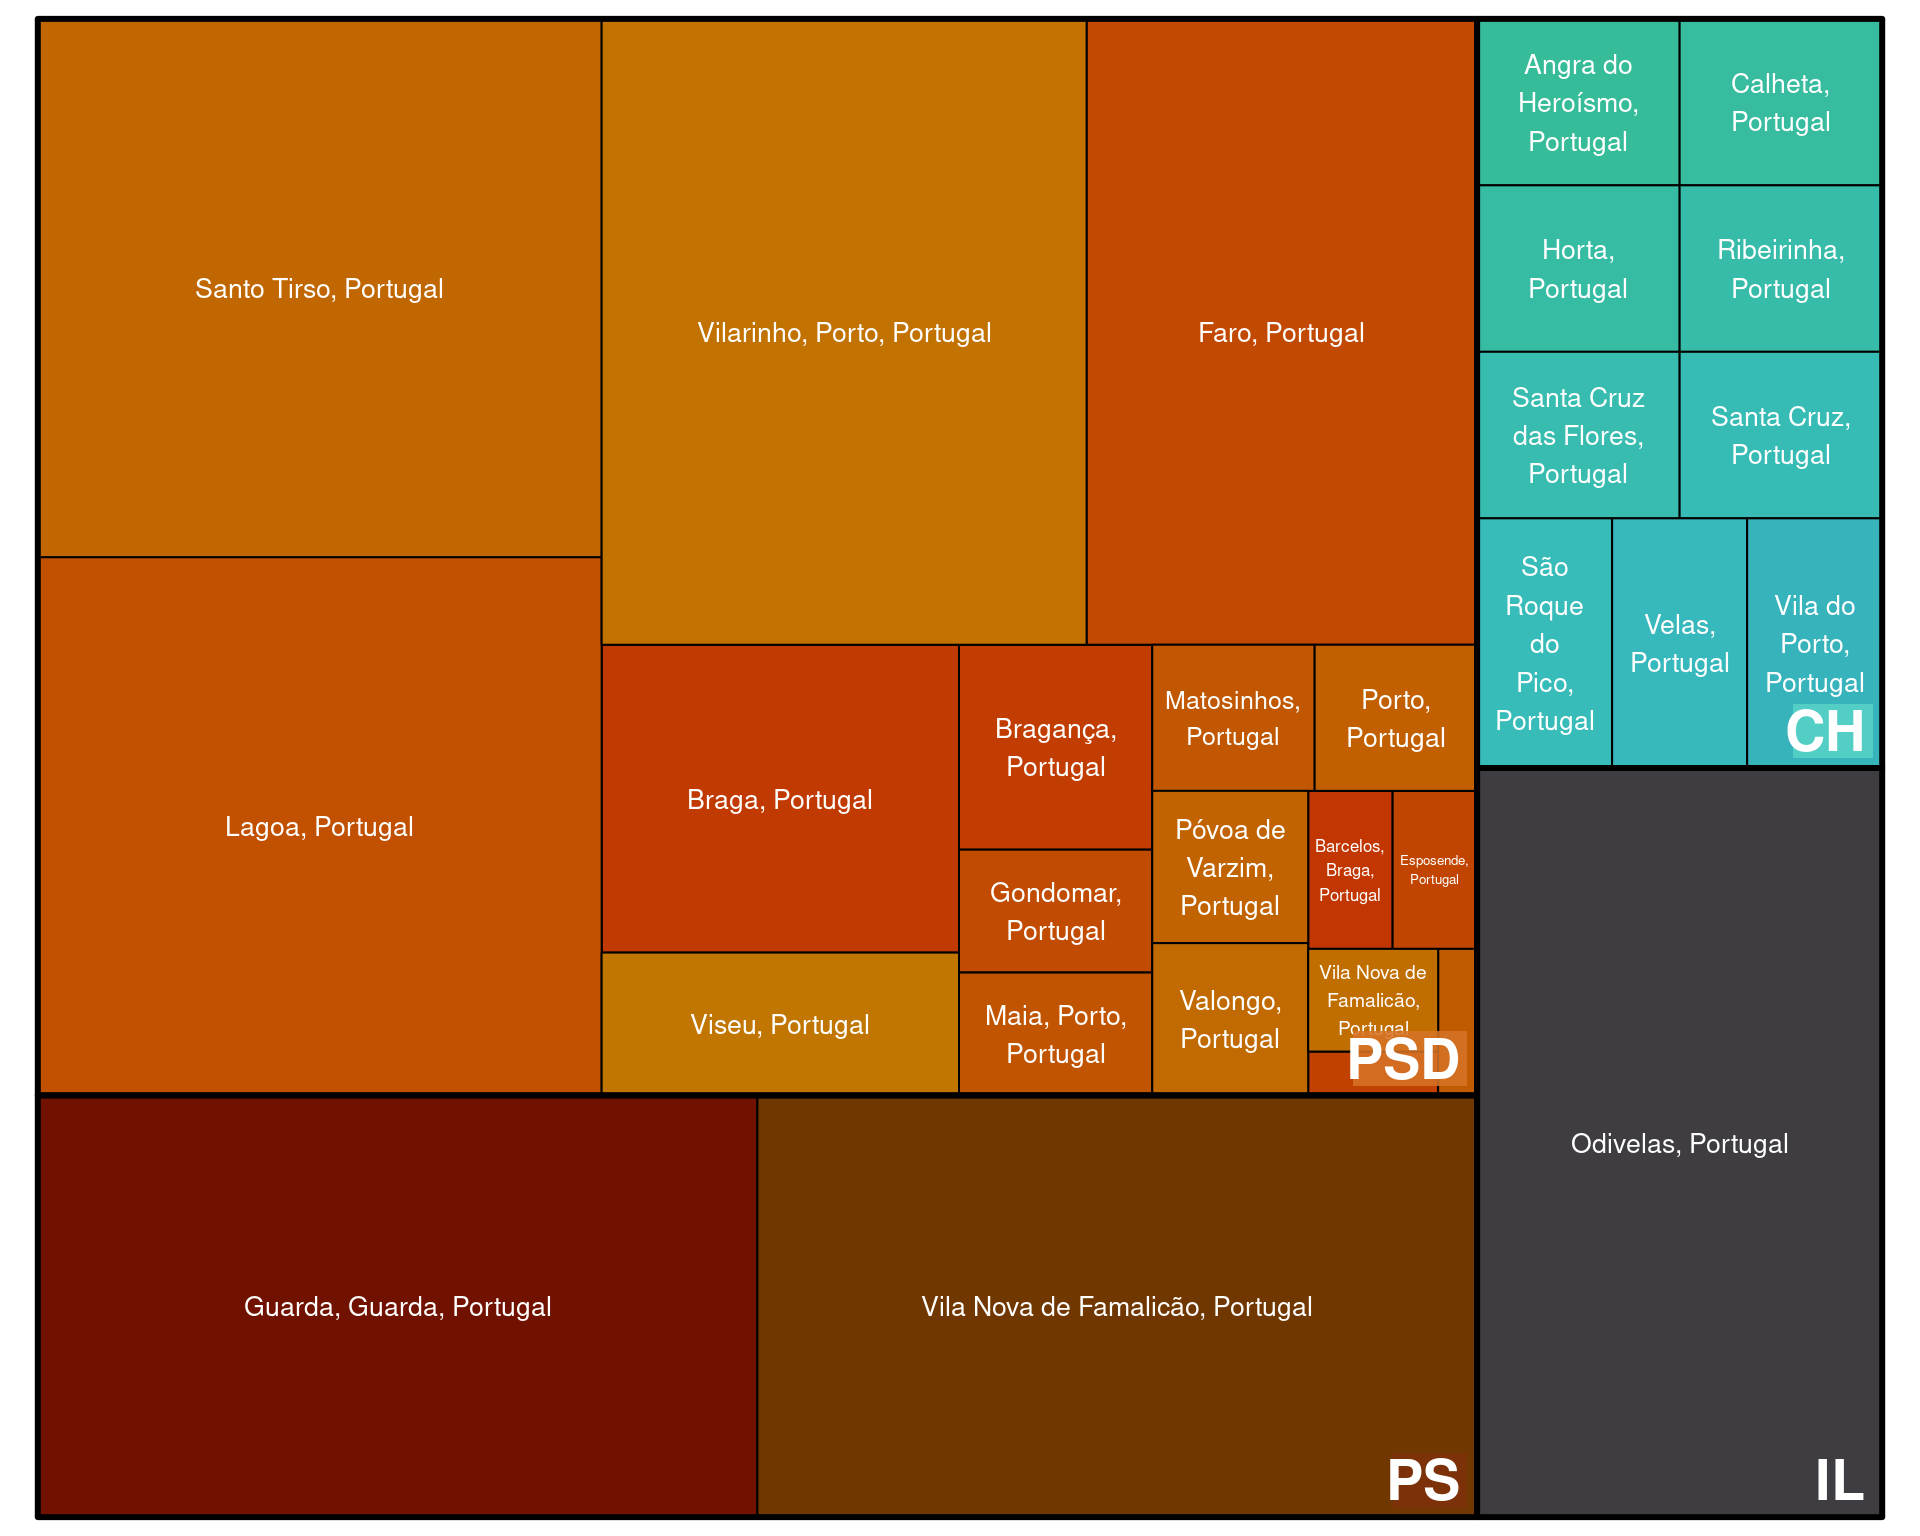 Santo Tirso, Portugal
Vilarinho, Porto, Portugal
Faro, Portugal
Lagoa, Portugal
Braga, Portugal
Viseu, Portugal
Bragança,
Portugal
Gondomar,
Portugal
Maia, Porto,
Portugal
Matosinhos,
Portugal
Porto,
Portugal
Póvoa de
Varzim,
Portugal
Valongo,
Portugal
Barcelos,
Braga,
Portugal
Esposende,
Portugal
Vila Nova de
Famalicão,
Portugal
PSD
Guarda, Guarda, Portugal
Vila Nova de Famalicão, Portugal
PS
Angra do
Heroísmo,
Portugal
Calheta,
Portugal
Horta,
Portugal
Ribeirinha,
Portugal
Santa Cruz
das Flores,
Portugal
Santa Cruz,
Portugal
São
Roque
do
Pico,
Portugal
Velas,
Portugal
Vila do
Porto,
Portugal
CH
Odivelas, Portugal
IL